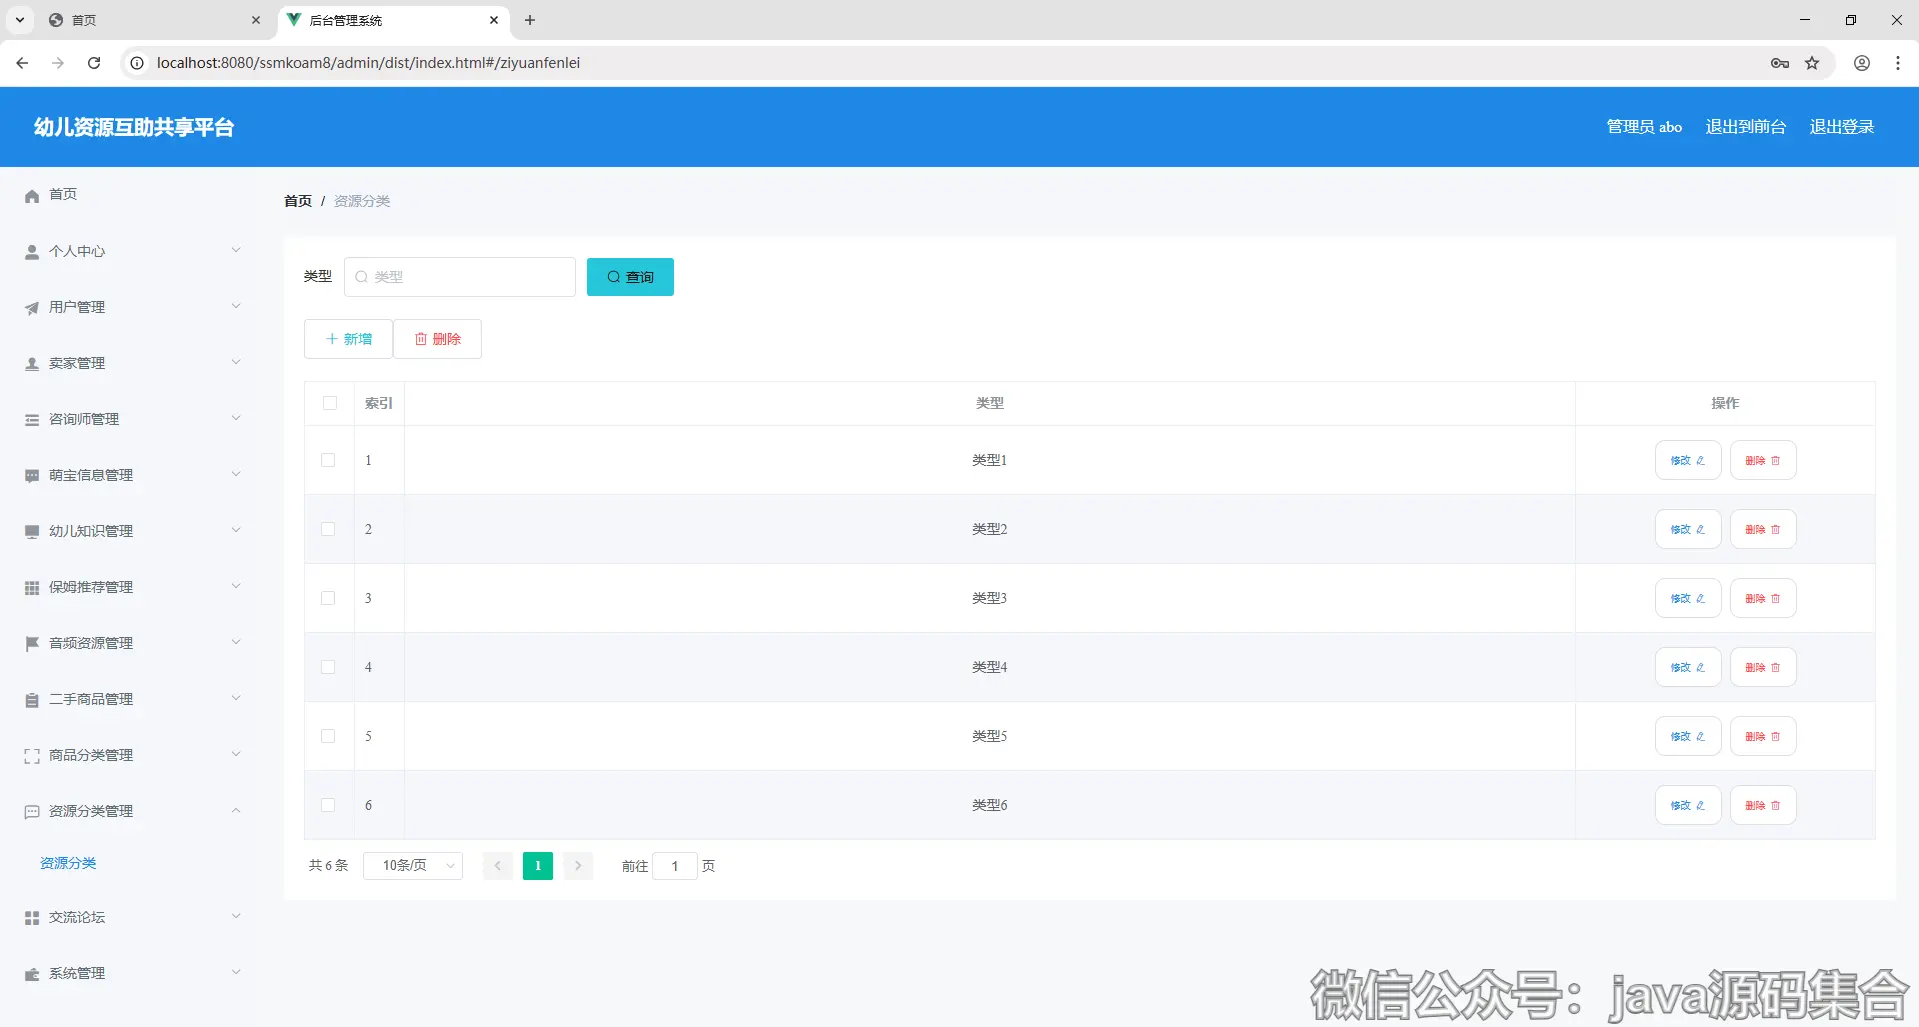 首页
后台管理系统
localhost:8080/ssmkoam8/admin/dist/index.html#/ziyuanfenlei
幼儿资源互助共享平台
管理员 abo 退出到前台 退出登录
首页
个人中心
用户管理
卖家管理
咨询师管理
萌宝信息管理
幼儿知识管理
保姆推荐管理
音频资源管理
二手商品管理
商品分类管理
资源分类管理
资源分类
交流论坛
系统管理
首页 / 资源分类
类型 类型 查询
新增 删除
索引 类型 操作
1 类型1 修改 删除
2 类型2 修改 删除
3 类型3 修改 删除
4 类型4 修改 删除
5 类型5 修改 删除
6 类型6 修改 删除
共 6 条 10条/页 1 前往 1 页
微信公众号：java源码集合